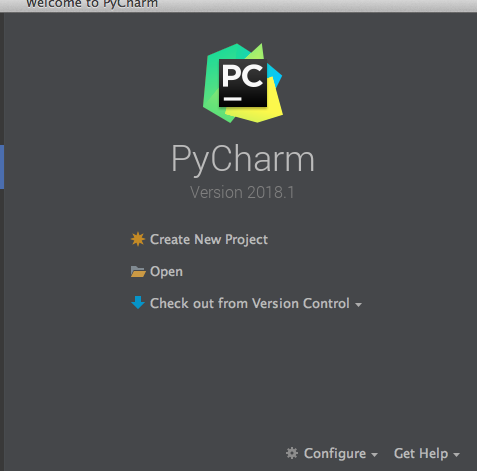 Welcome to PyCharm
PC
PyCharm
Version 2018.1
Create New Project
Open
Check out from Version Control
Configure
Get Help